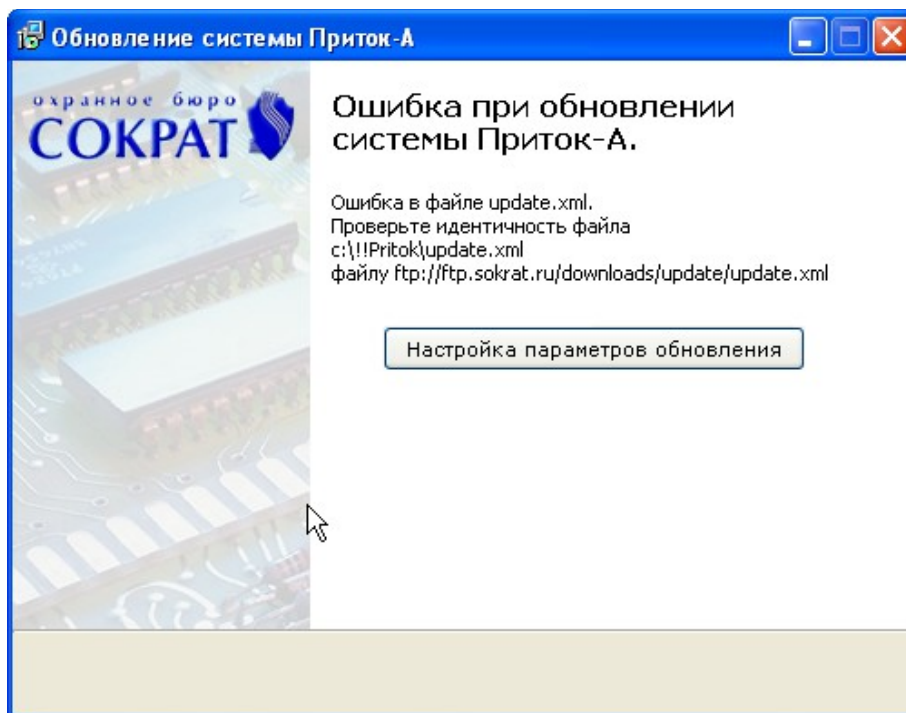 Обновление системы Приток-А
охранное бюро
СОКРАТ
Ошибка при обновлении
системы Приток-А.
Ошибка в файле update.xml.
Проверьте идентичность файла
c:\!!Pritok\update.xml
файлу ftp://ftp.sokrat.ru/downloads/update/update.xml
Настройка параметров обновления